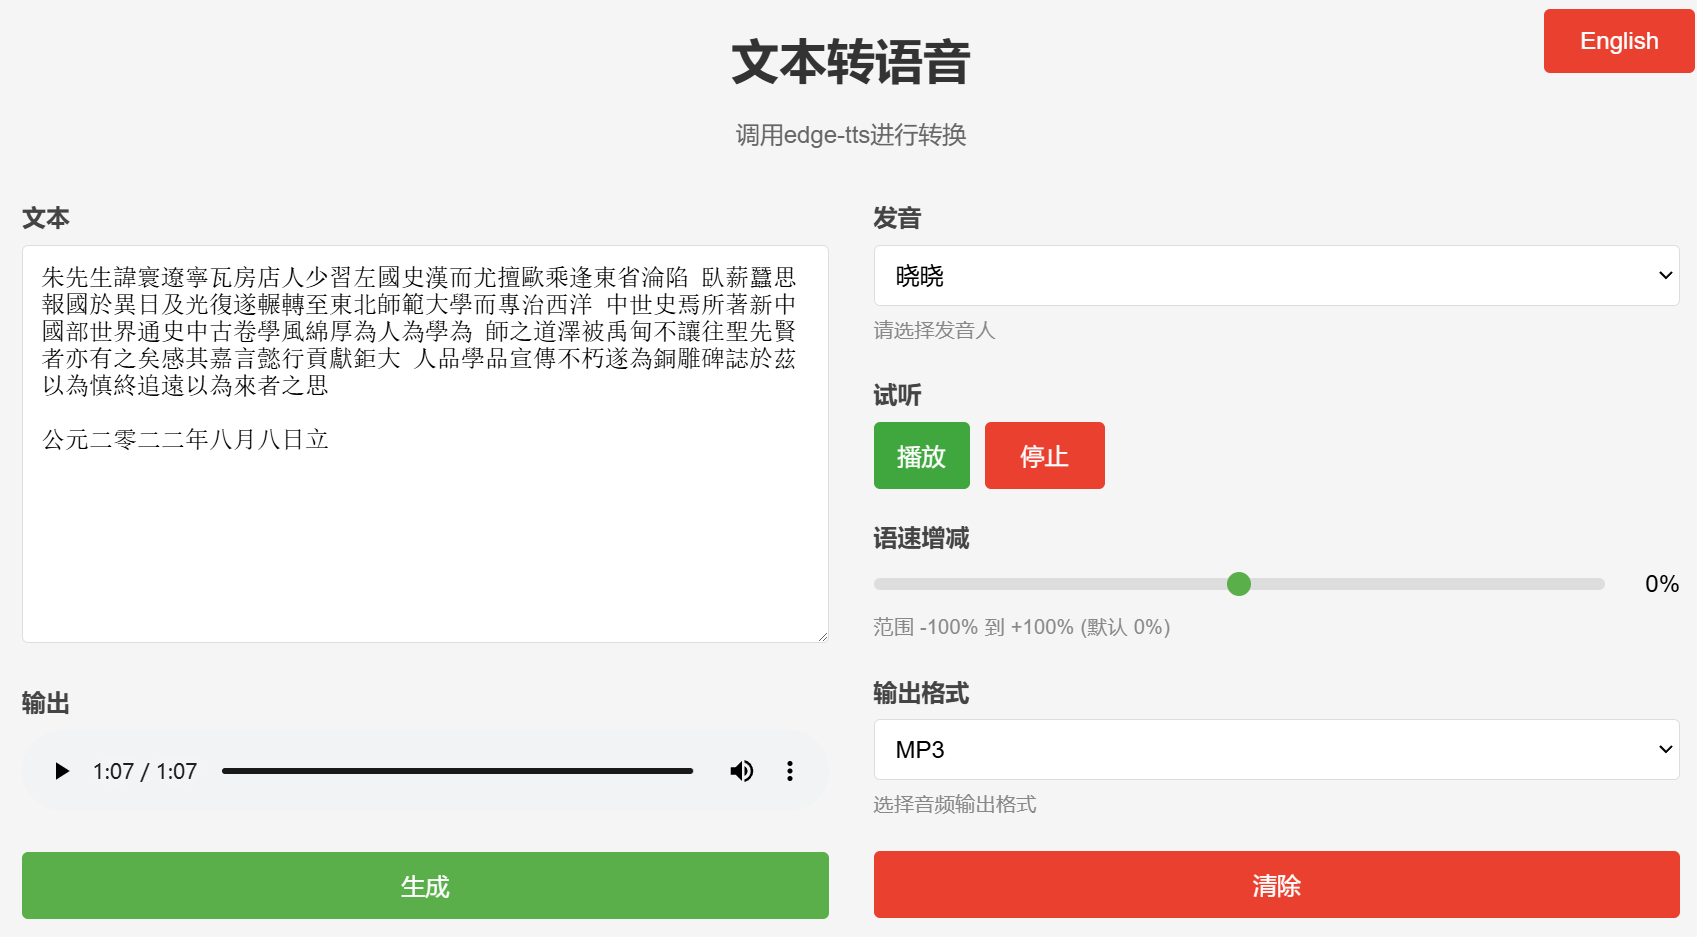 English
文本转语音
调用edge-tts进行转换
文本
朱先生諱寰遼寧瓦房店人少習左國史漢而尤擅歐乘逢東省淪陷 臥薪蠶思
報國於異日及光復遂輾轉至東北師範大學而專治西洋 中世史焉所著新中
國部世界通史中古卷學風綿厚為人為學為 師之道澤被禹甸不讓往聖先賢
者亦有之矣感其嘉言懿行貢獻鉅大 人品學品宣傳不朽遂為銅雕碑誌於茲
以為慎終追遠以為來者之思
公元二零二二年八月八日立
输出
1:07 / 1:07
生成
发音
晓晓
请选择发音人
试听
播放 停止
语速增减
0%
范围 -100% 到 +100% (默认 0%)
输出格式
MP3
选择音频输出格式
清除